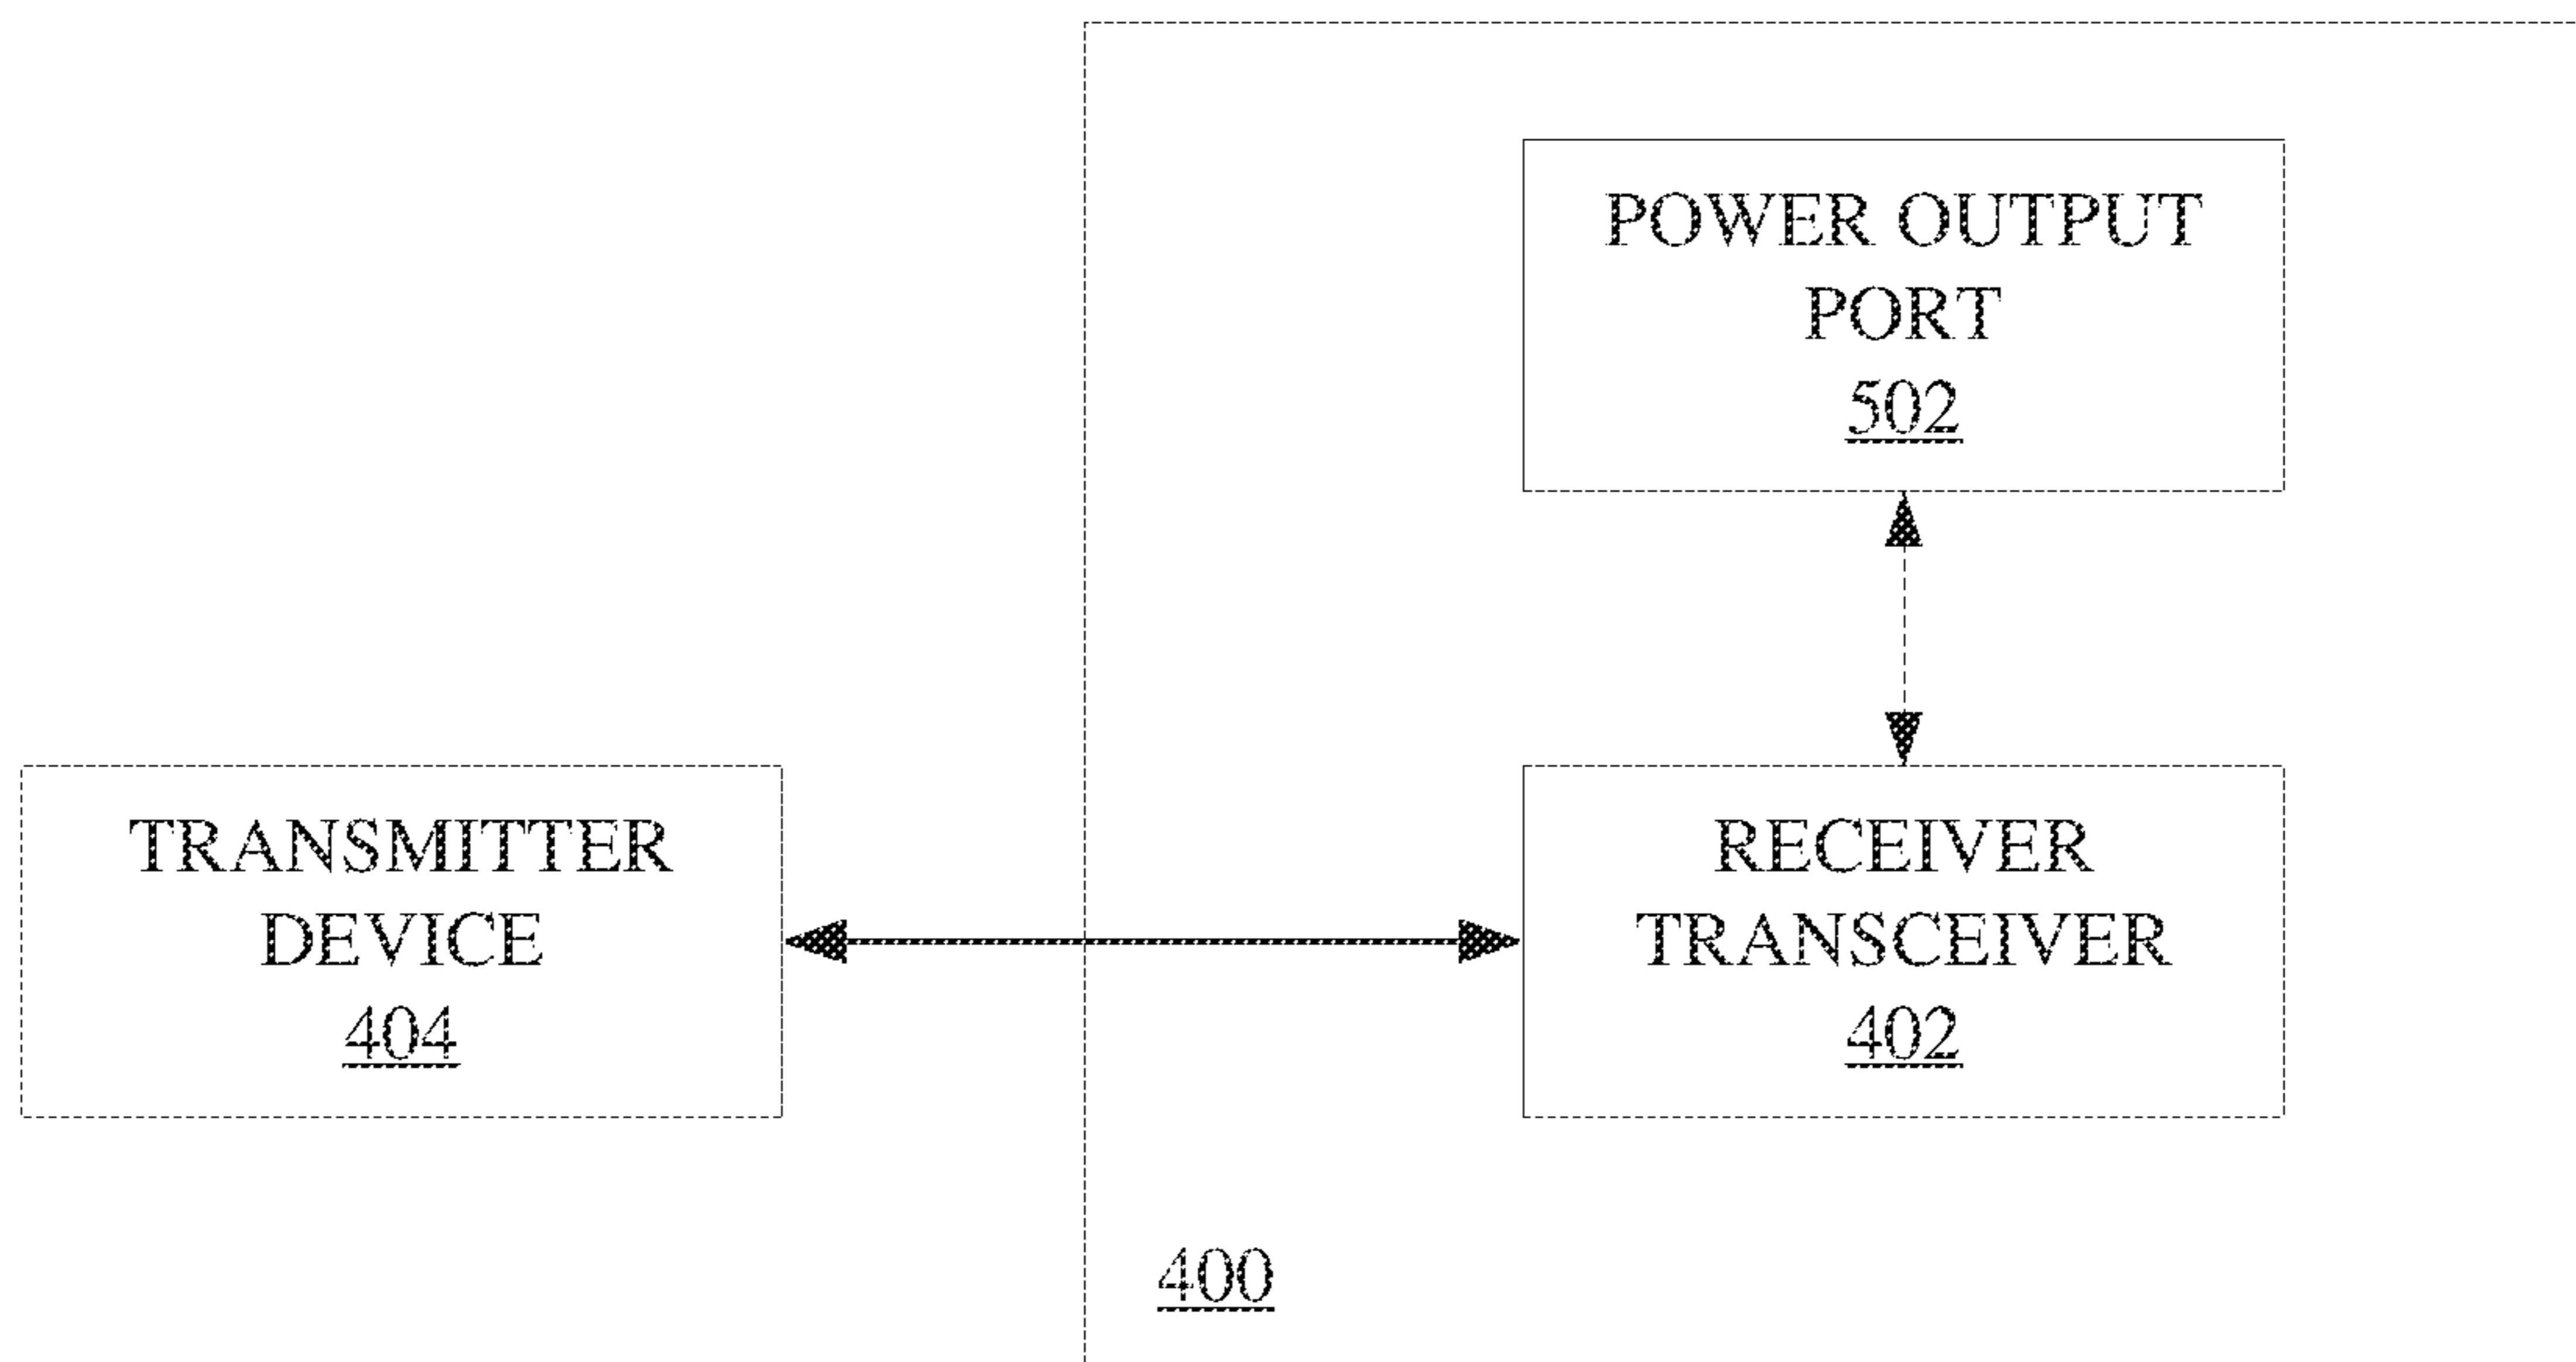 POWER OUTPUT
PORT
502
TRANSMITTER
DEVICE
404
RECEIVER
TRANSCEIVER
402
400